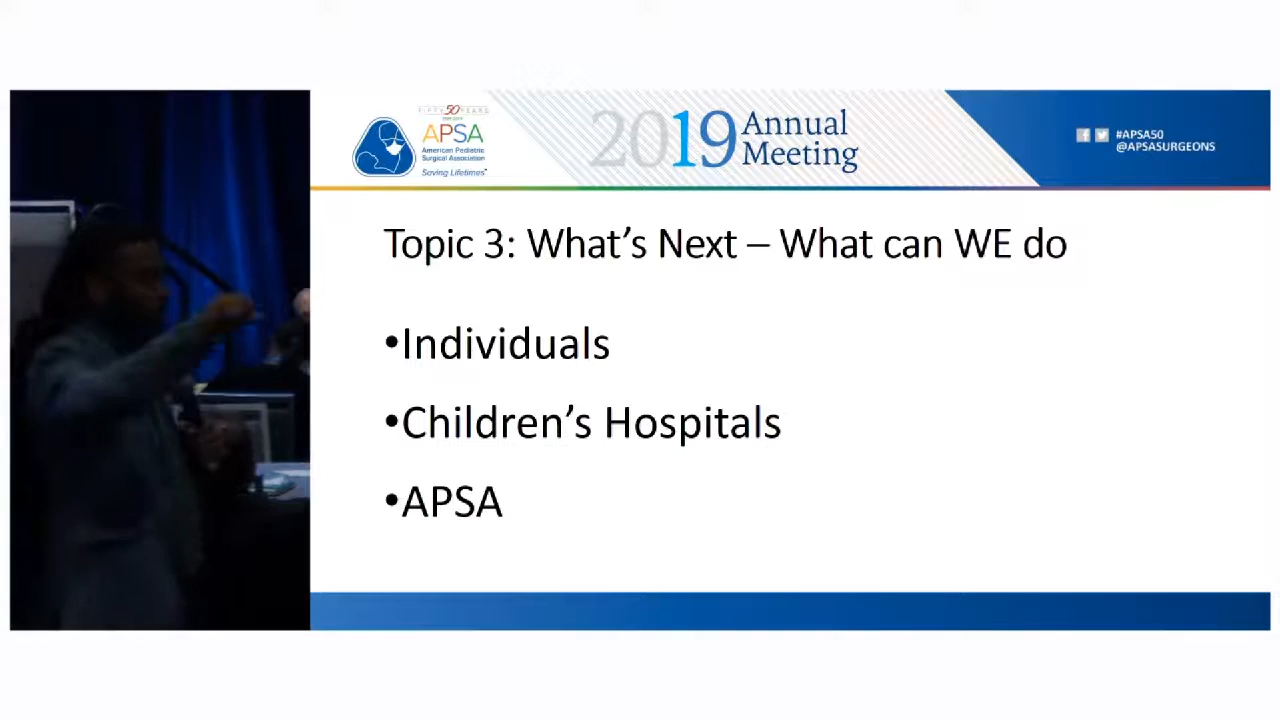 FIFTY 50 YEARS
APSA
American Pediatric
Surgical Association
Saving Lifetimes
2019 Annual
Meeting
#APSA50
@APSASURGEONS
Topic 3: What's Next – What can WE do
•Individuals
•Children's Hospitals
•APSA